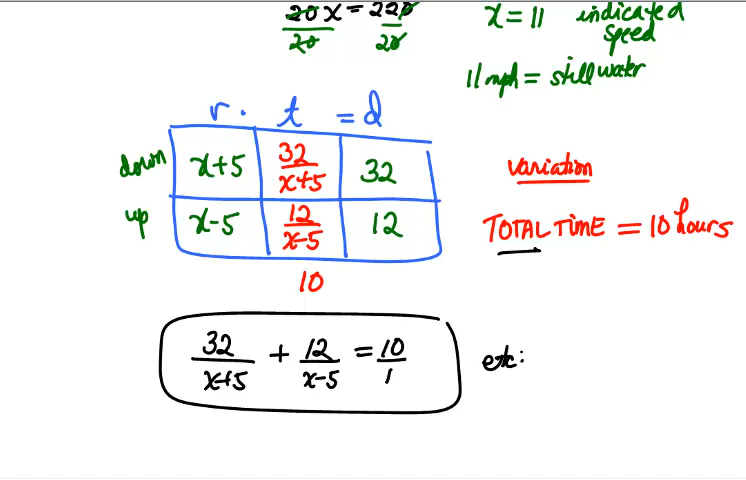 20x = 220
20 20
x = 11 indicated speed
11 mph = still water
r · t = d
down x+5 32/(x+5) 32
up x-5 12/(x-5) 12
10
variation
TOTAL TIME = 10 hours
32/(x+5) + 12/(x-5) = 10/1 etc: